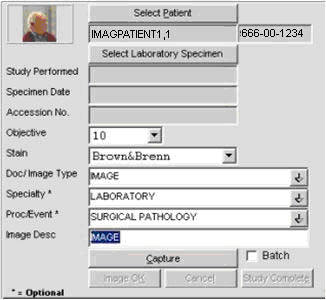 Select Patient
IMAGPATIENT1,1 666-00-1234
Select Laboratory Specimen
Study Performed
Specimen Date
Accession No.
Objective 10
Stain Brown&Brenn
Doc/Image Type IMAGE
Specialty * LABORATORY
Proc/Event * SURGICAL PATHOLOGY
Image Desc IMAGE
Capture Batch
Image OK Cancel Study Complete
* = Optional